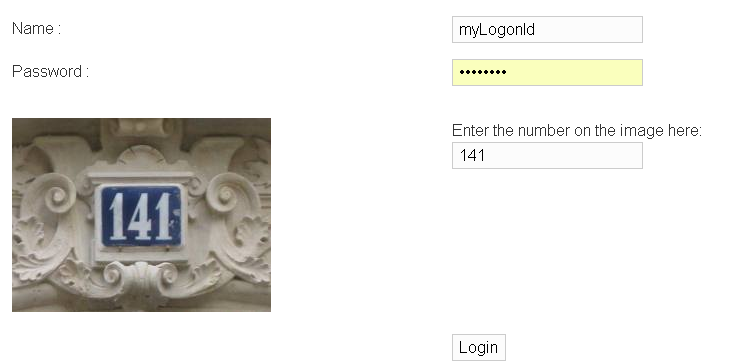 Name :
myLogonId
Password :
••••••••
Enter the number on the image here:
141
141
Login